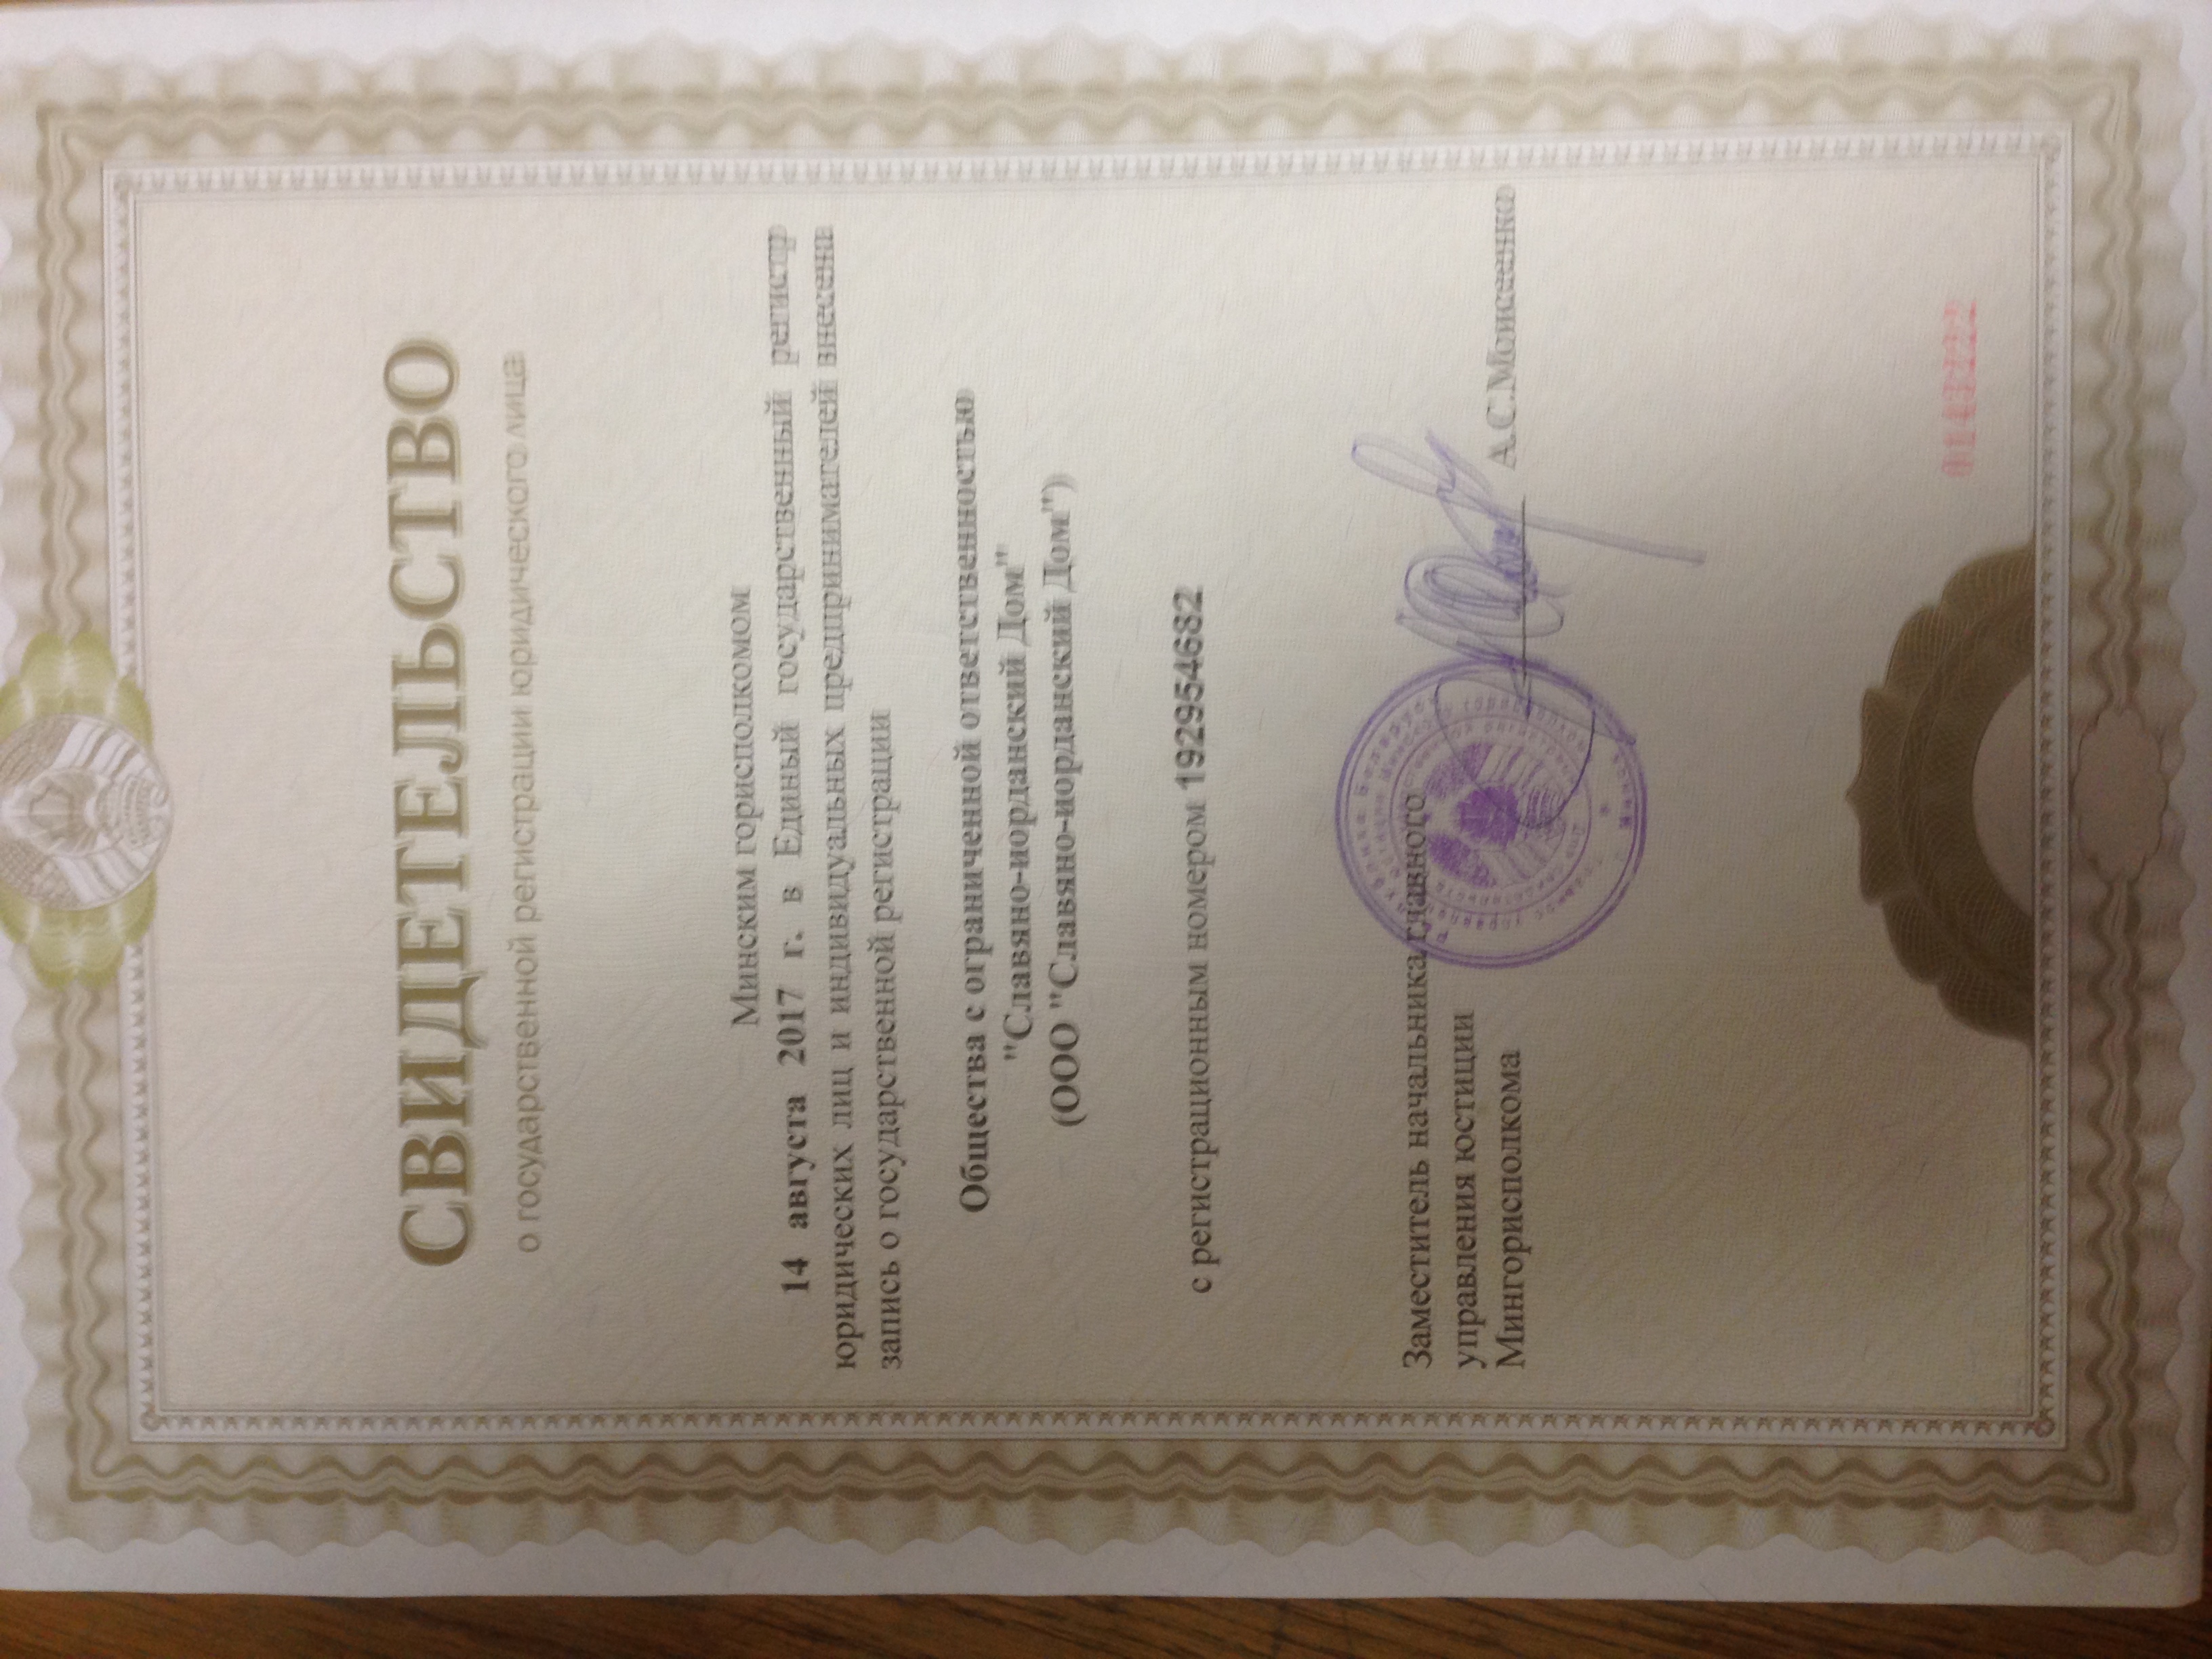 СВИДЕТЕЛЬСТВО
о государственной регистрации юридического лица
Минским горисполкомом
14 августа 2017 г. в Единый государственный регистр
юридических лиц и индивидуальных предпринимателей внесена
запись о государственной регистрации
Общества с ограниченной ответственностью
"Славяно-иорданский Дом"
(ООО "Славяно-иорданский Дом")
с регистрационным номером 192954682
Заместитель начальника главного
управления юстиции
Мингорисполкома
А.С.Моисеенко